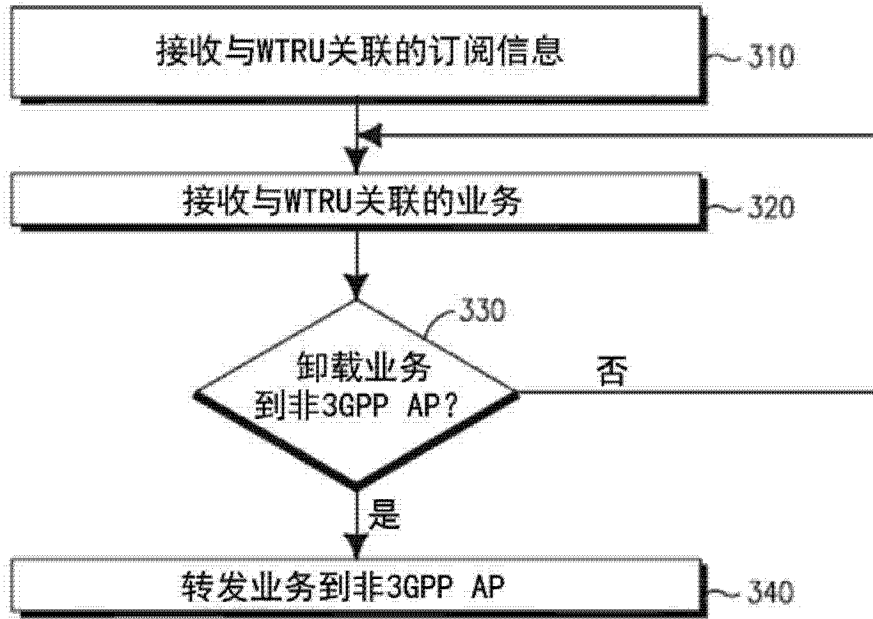 接收与WTRU关联的订阅信息
310
接收与WTRU关联的业务
320
330
卸载业务
到非3GPP AP?
否
是
转发业务到非3GPP AP
340